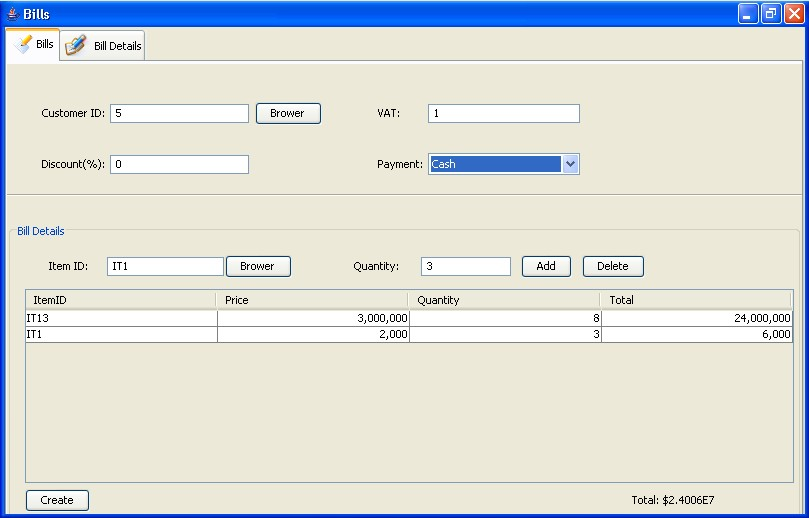 Bills
Bills Bill Details
Customer ID: 5 Brower VAT: 1
Discount(%): 0 Payment: Cash
Bill Details
Item ID: IT1 Brower Quantity: 3 Add Delete
ItemID Price Quantity Total
IT13 3,000,000 8 24,000,000
IT1 2,000 3 6,000
Create Total: $2.4006E7